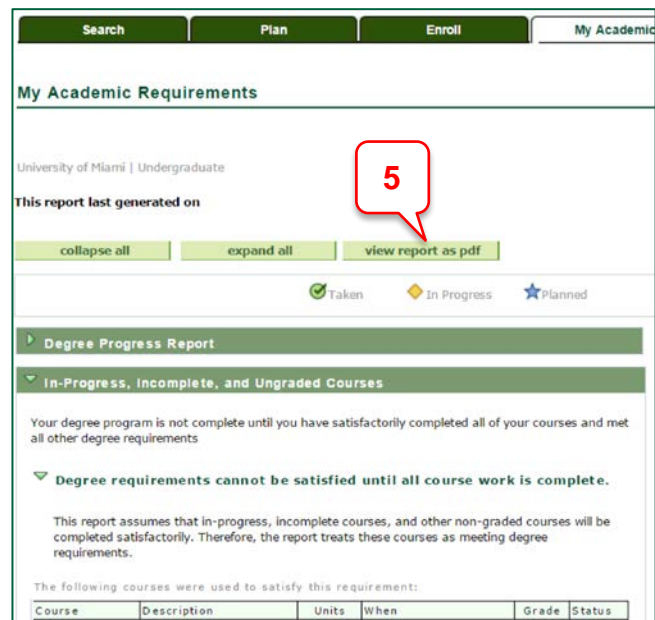 Search Plan Enroll My Academic
My Academic Requirements
University of Miami | Undergraduate
5
This report last generated on
collapse all expand all view report as pdf
Taken In Progress Planned
Degree Progress Report
In-Progress, Incomplete, and Ungraded Courses
Your degree program is not complete until you have satisfactorily completed all of your courses and met
all other degree requirements
Degree requirements cannot be satisfied until all course work is complete.
This report assumes that in-progress, incomplete courses, and other non-graded courses will be
completed satisfactorily. Therefore, the report treats these courses as meeting degree
requirements.
The following courses were used to satisfy this requirement:
Course Description Units When Grade Status